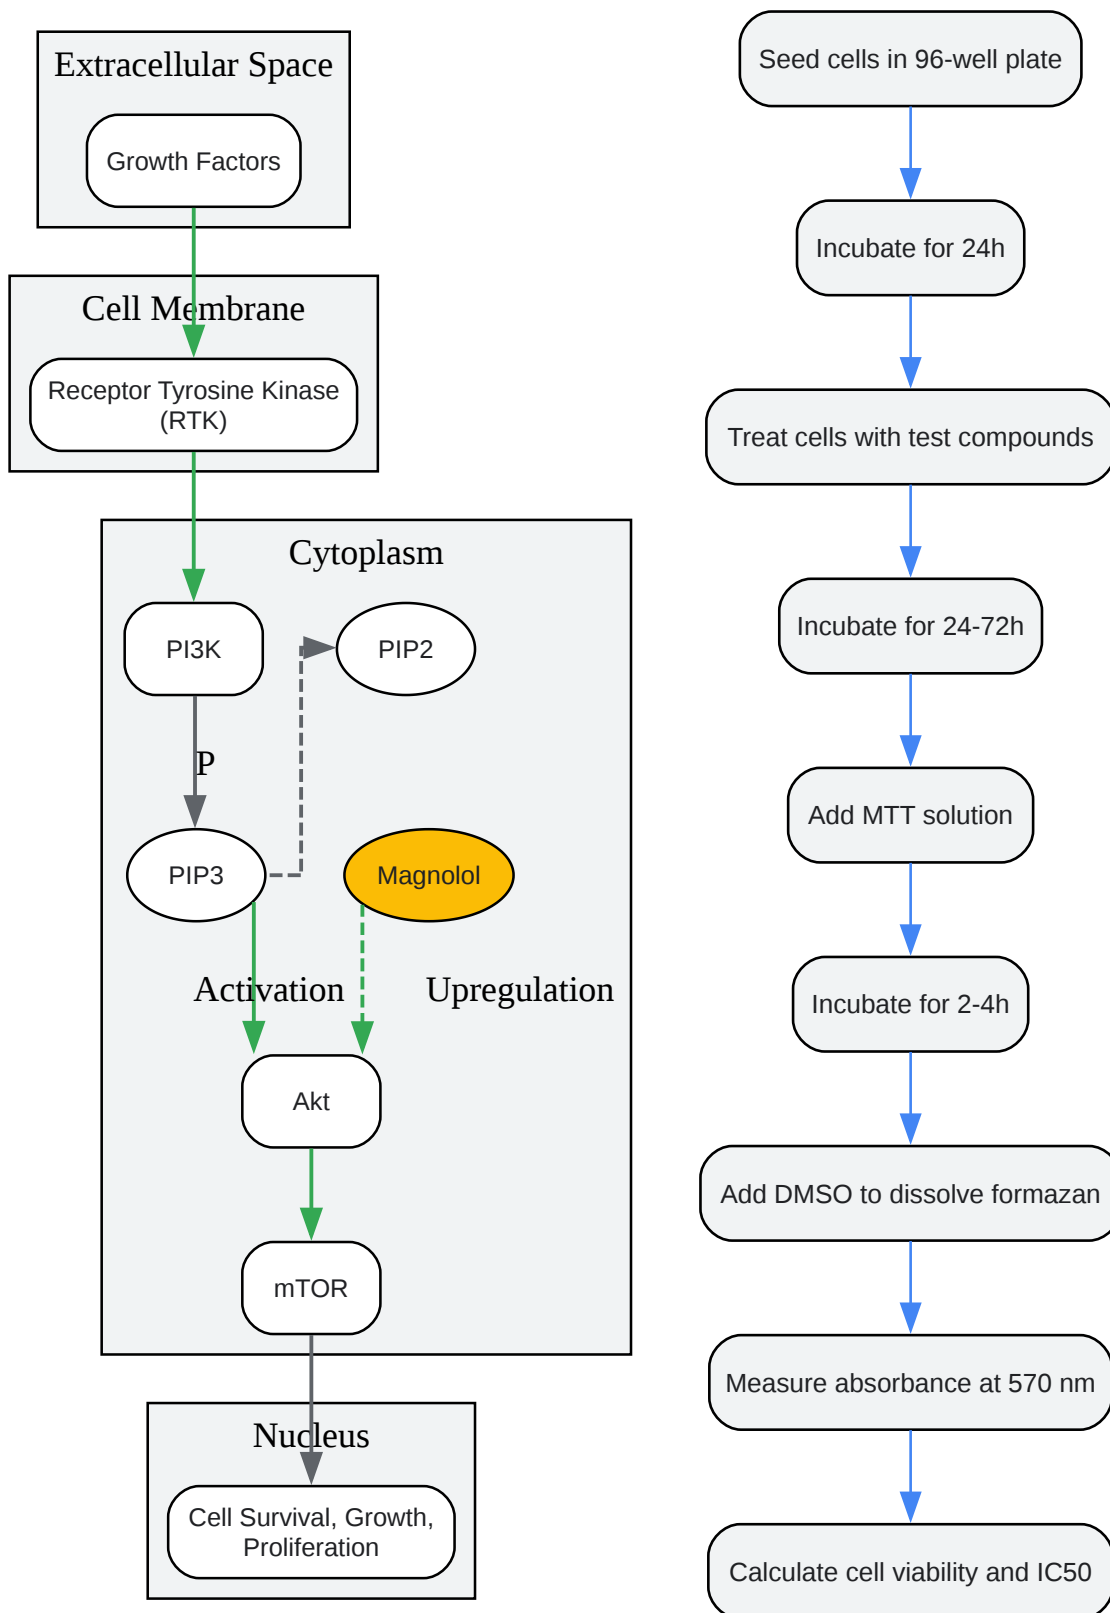 Extracellular Space
Growth Factors
Cell Membrane
Receptor Tyrosine Kinase
(RTK)
Cytoplasm
PI3K
PIP2
P
PIP3
Magnolol
Activation
Upregulation
Akt
mTOR
Nucleus
Cell Survival, Growth,
Proliferation
Seed cells in 96-well plate
Incubate for 24h
Treat cells with test compounds
Incubate for 24-72h
Add MTT solution
Incubate for 2-4h
Add DMSO to dissolve formazan
Measure absorbance at 570 nm
Calculate cell viability and IC50